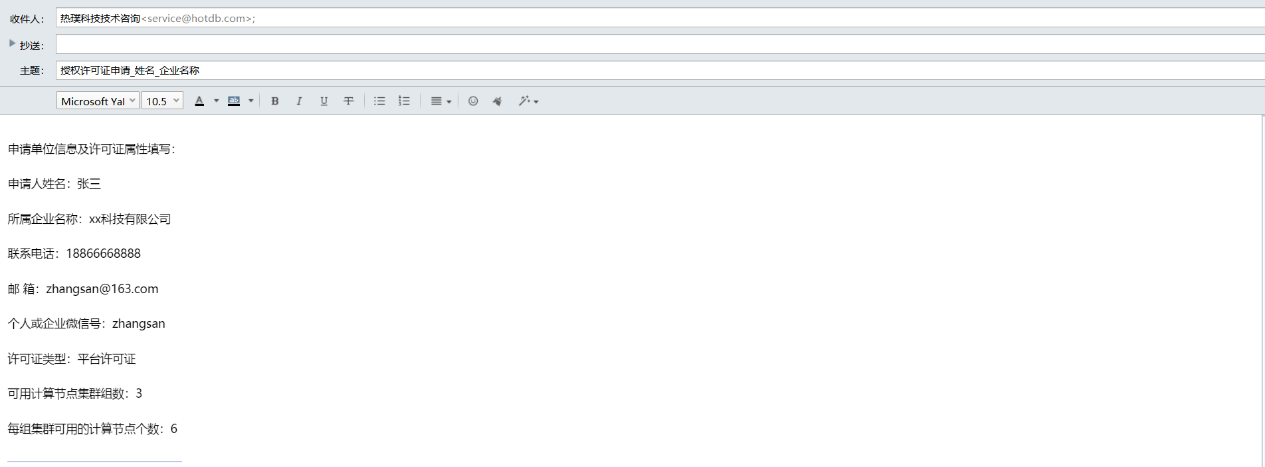 收件人： 热璞科技技术咨询<service@hotdb.com>;
抄送：
主题： 授权许可证申请_姓名_企业名称
Microsoft Yal 10.5 A ab B I U T
申请单位信息及许可证属性填写：
申请人姓名：张三
所属企业名称：xx科技有限公司
联系电话：18866668888
邮 箱：zhangsan@163.com
个人或企业微信号：zhangsan
许可证类型：平台许可证
可用计算节点集群组数：3
每组集群可用的计算节点个数：6